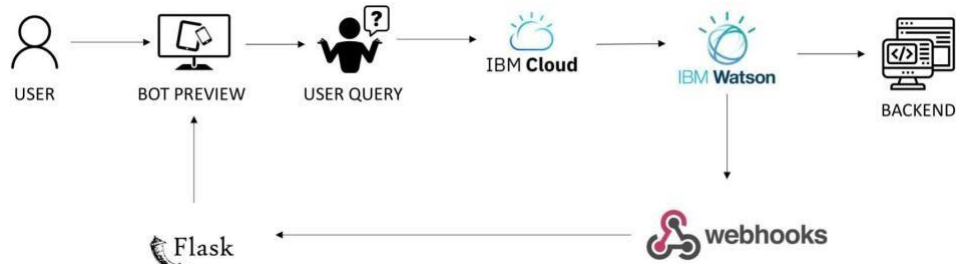 USER
BOT PREVIEW
?
USER QUERY
IBM Cloud
IBM Watson
</>
BACKEND
Flask
webhooks